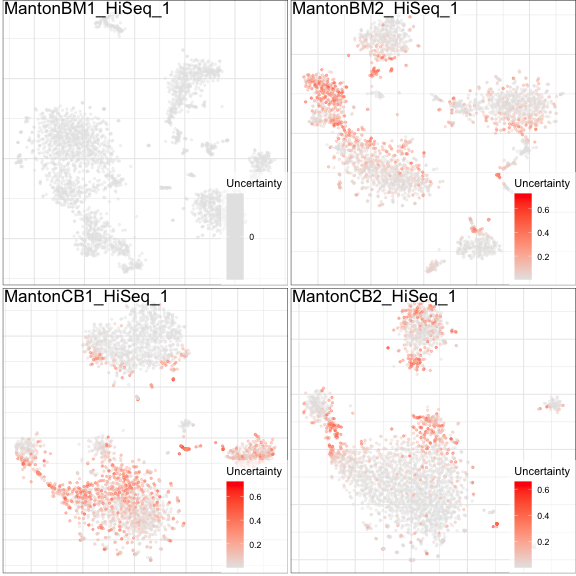 MantonBM1_HiSeq_1
Uncertainty
0
MantonBM2_HiSeq_1
Uncertainty
0.6
0.4
0.2
MantonCB1_HiSeq_1
Uncertainty
0.6
0.4
0.2
MantonCB2_HiSeq_1
Uncertainty
0.6
0.4
0.2